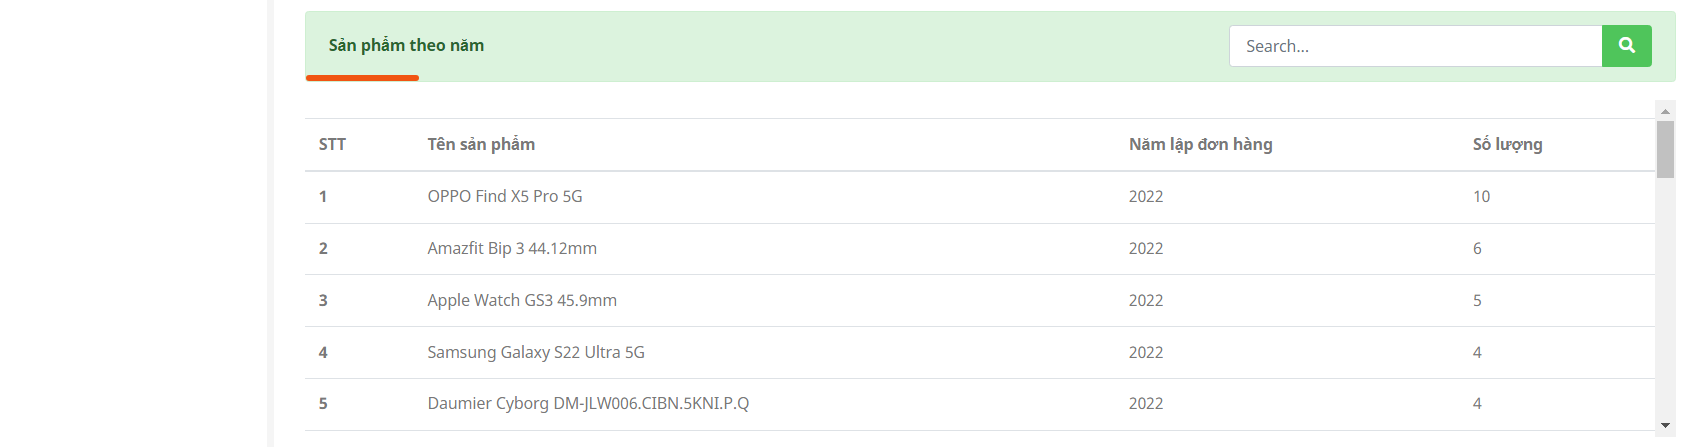 Sản phẩm theo năm
Search...
STT Tên sản phẩm Năm lập đơn hàng Số lượng
1 OPPO Find X5 Pro 5G 2022 10
2 Amazfit Bip 3 44.12mm 2022 6
3 Apple Watch GS3 45.9mm 2022 5
4 Samsung Galaxy S22 Ultra 5G 2022 4
5 Daumier Cyborg DM-JLW006.CIBN.5KNI.P.Q 2022 4